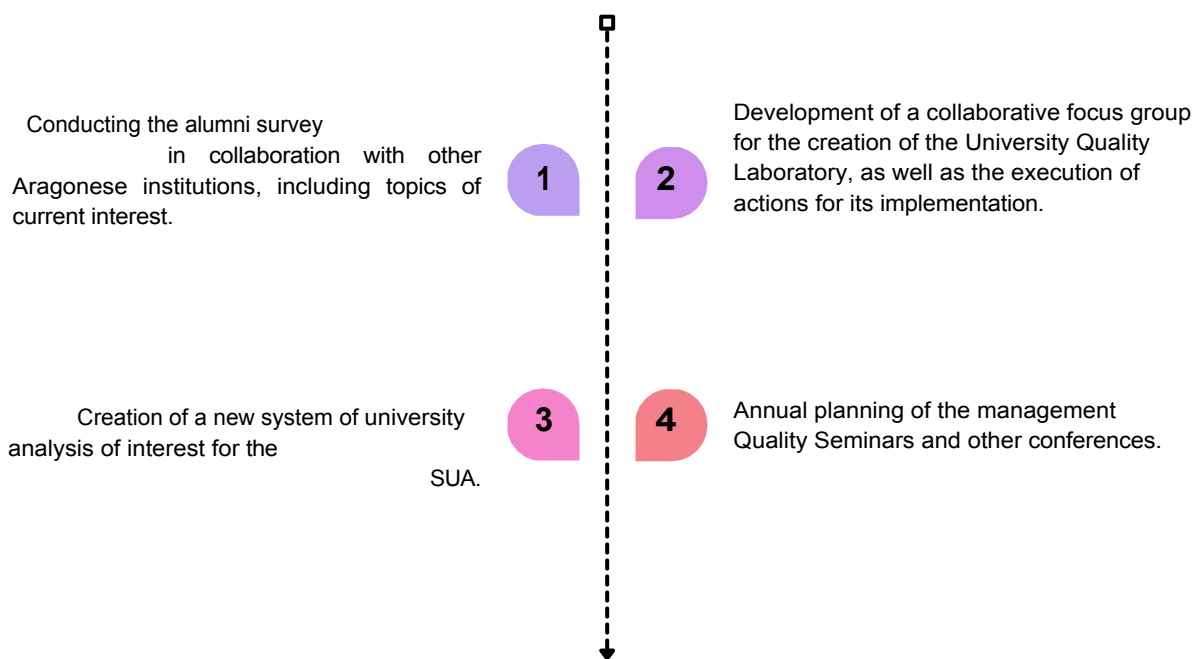 Conducting the alumni survey
in collaboration with other
Aragonese institutions, including topics of
current interest.
1
2
Development of a collaborative focus group
for the creation of the University Quality
Laboratory, as well as the execution of
actions for its implementation.
Creation of a new system of university
analysis of interest for the
SUA.
3
4
Annual planning of the management
Quality Seminars and other conferences.